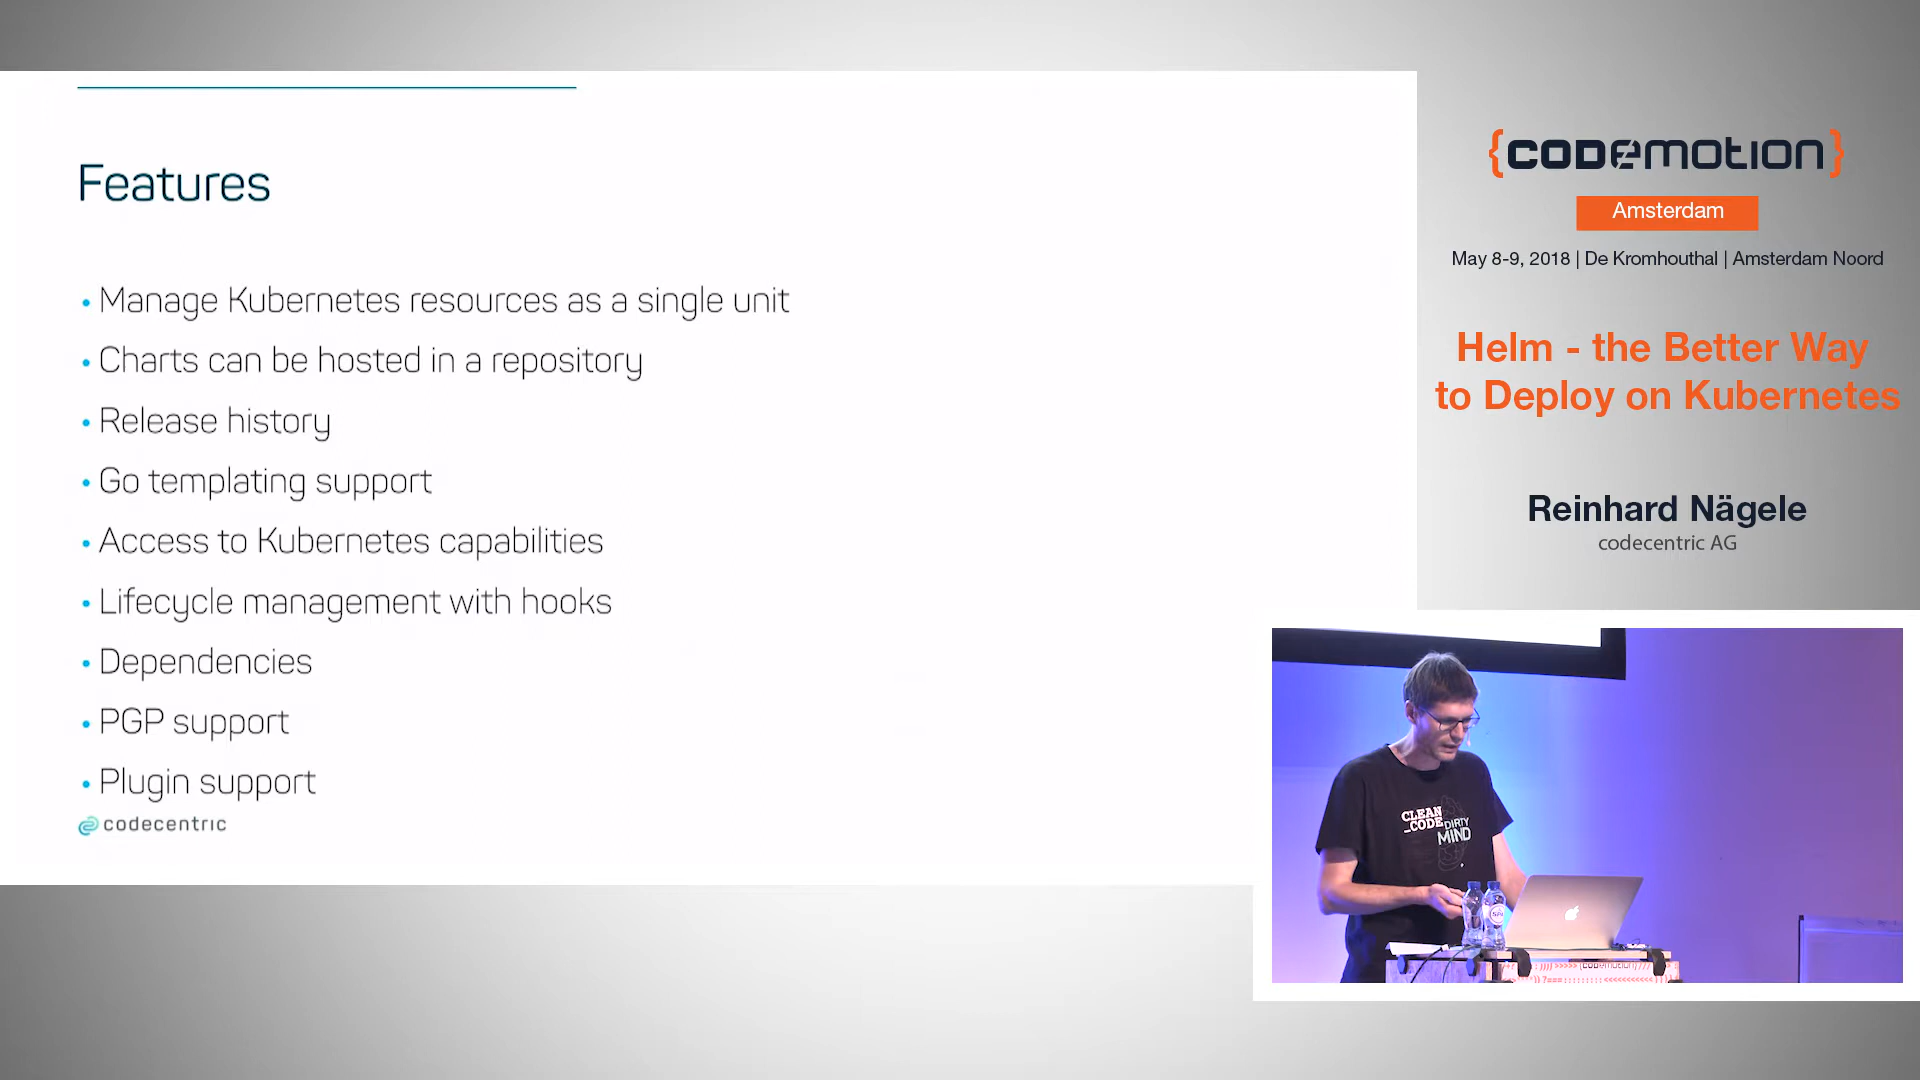 Features
• Manage Kubernetes resources as a single unit
• Charts can be hosted in a repository
• Release history
• Go templating support
• Access to Kubernetes capabilities
• Lifecycle management with hooks
• Dependencies
• PGP support
• Plugin support
codecentric
{codemotion}
Amsterdam
May 8-9, 2018 | De Kromhouthal | Amsterdam Noord
Helm - the Better Way
to Deploy on Kubernetes
Reinhard Nägele
codecentric AG
CLEAN
_CODE DIRTY
MIND
SPA
{codemotion}